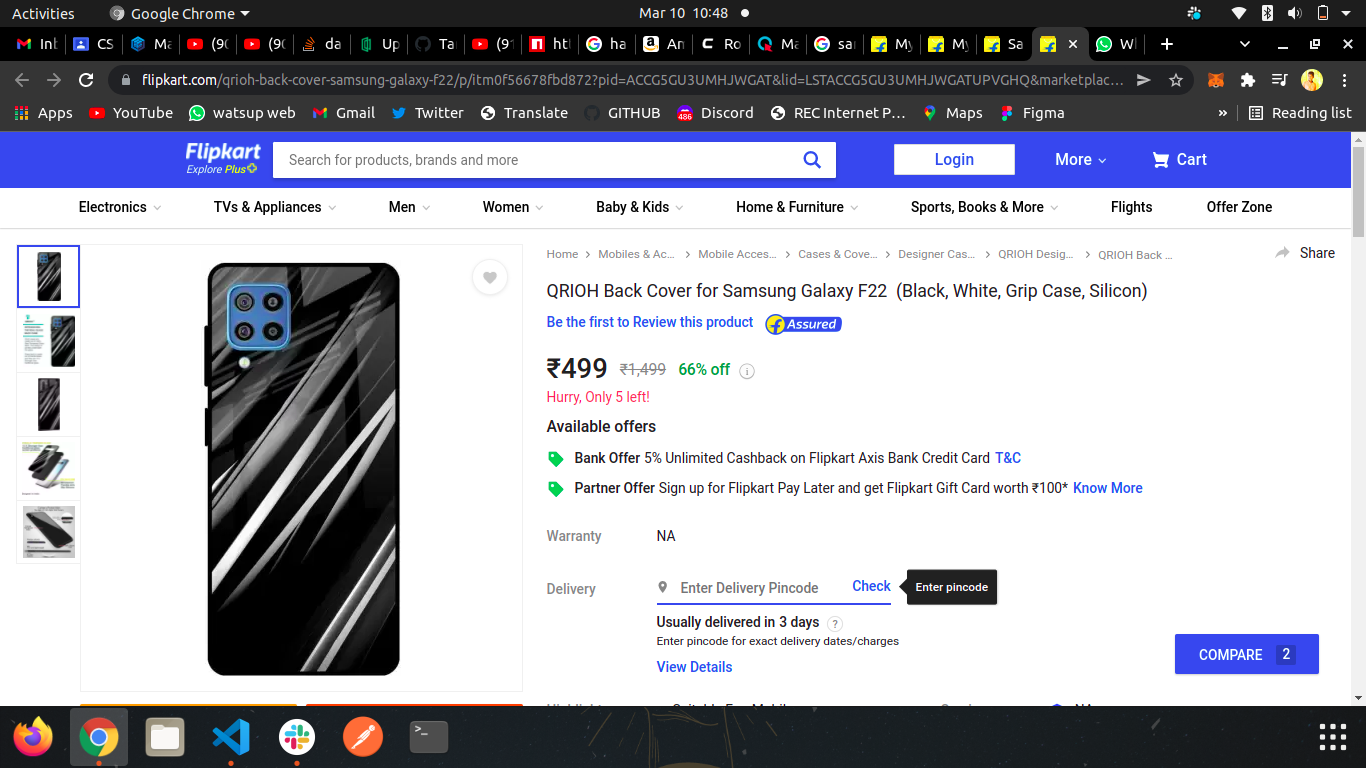 Activities
Google Chrome
Mar 10 10:48
Int
CS
Ma
(90
(90
da
Up
Ta
(91
htt
ha
Am
Ro
Ma
sa
My
My
Sa
Wh
flipkart.com/qrioh-back-cover-samsung-galaxy-f22/p/itm0f56678fbd872?pid=ACCG5GU3UMHJWGAT&lid=LSTACCG5GU3UMHJWGATUPVGHQ&marketplac...
Apps
YouTube
watsup web
Gmail
Twitter
Translate
GITHUB
486
Discord
REC Internet P...
Maps
Figma
»
Reading list
Flipkart
Explore Plus
Search for products, brands and more
Login
More
Cart
Electronics
TVs & Appliances
Men
Women
Baby & Kids
Home & Furniture
Sports, Books & More
Flights
Offer Zone
Home
Mobiles & Ac...
Mobile Acces...
Cases & Cove...
Designer Cas...
QRIOH Desig...
QRIOH Back ...
Share
QRIOH Back Cover for Samsung Galaxy F22 (Black, White, Grip Case, Silicon)
Be the first to Review this product
Assured
₹499 ₹1,499 66% off
Hurry, Only 5 left!
Available offers
Bank Offer 5% Unlimited Cashback on Flipkart Axis Bank Credit Card T&C
Partner Offer Sign up for Flipkart Pay Later and get Flipkart Gift Card worth ₹100* Know More
Warranty
NA
Delivery
Enter Delivery Pincode
Check
Enter pincode
Usually delivered in 3 days ?
Enter pincode for exact delivery dates/charges
View Details
COMPARE 2